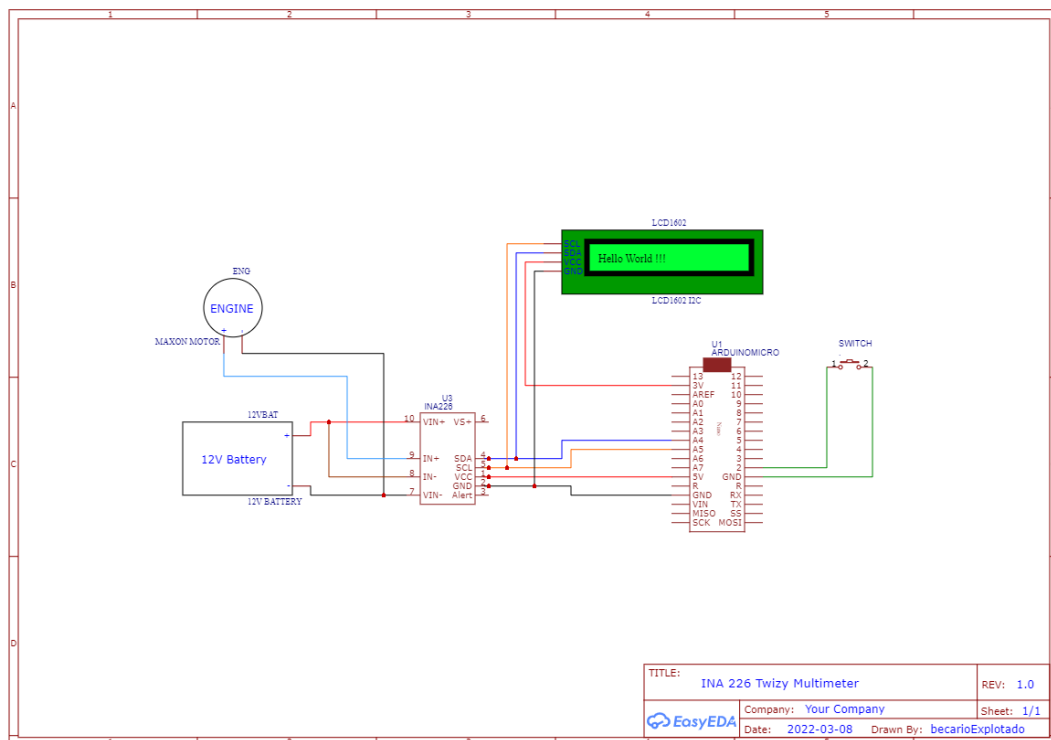 1 2 3 4 5
A
B
C
D
LCD1602
SCL
SDA
VCC
GND
Hello World !!!
LCD1602 I2C
ENG
ENGINE
+ -
MAXON MOTOR
12VBAT
+
12V Battery
-
12V BATTERY
U3
INA226
10 VIN+ VS+ 6
9 IN+ SDA 4
SCL 5
8 IN- VCC 1
GND 2
7 VIN- Alert 3
U1
ARDUINOMICRO
13 12
3V 11
AREF 10
A0 9
A1 8
A2 7
A3 6
A4 5
A5 4
A6 3
A7 2
5V GND
R R
GND RX
VIN TX
MISO SS
SCK MOSI
SWITCH
1 2
TITLE:
INA 226 Twizy Multimeter
REV: 1.0
EasyEDA
Company: Your Company
Sheet: 1/1
Date: 2022-03-08 Drawn By: becarioExplotado